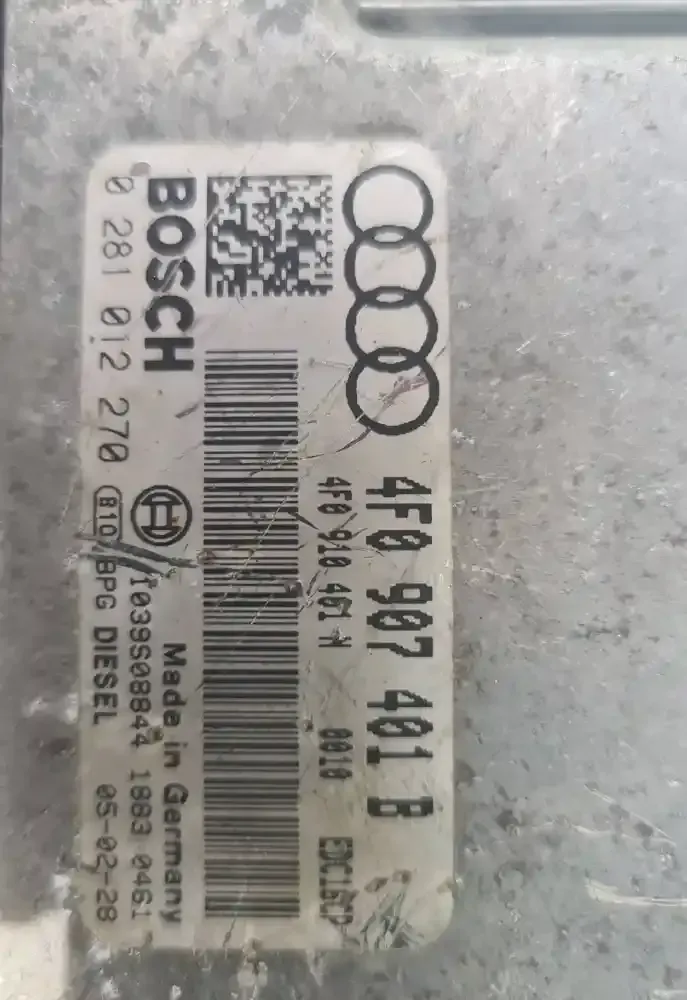 4F0 907 401 B
4F0 910 401 N 0010 EDC16CP
BOSCH
Made in Germany
1039S08844 1883 0461
0 281 012 270 810 BPG DIESEL 05-02-28